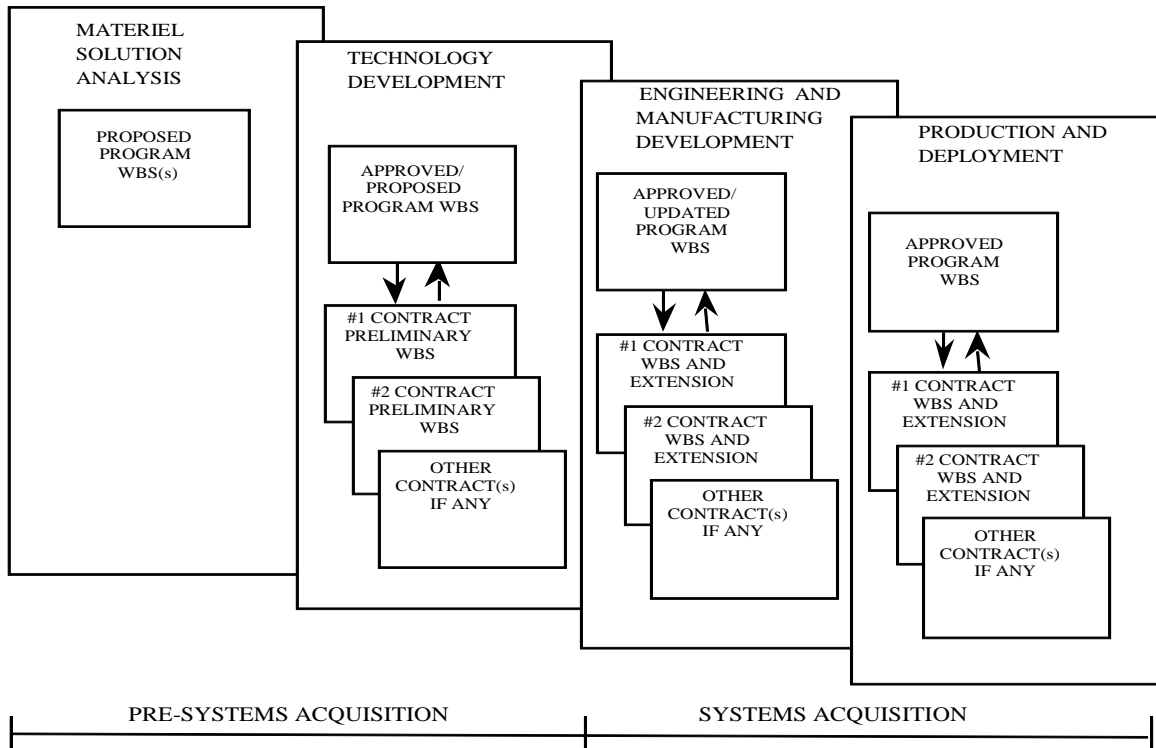 MATERIEL
SOLUTION
ANALYSIS
PROPOSED
PROGRAM
WBS(s)
TECHNOLOGY
DEVELOPMENT
APPROVED/
PROPOSED
PROGRAM WBS
#1 CONTRACT
PRELIMINARY
WBS
#2 CONTRACT
PRELIMINARY
WBS
OTHER
CONTRACT(s)
IF ANY
ENGINEERING AND
MANUFACTURING
DEVELOPMENT
APPROVED/
UPDATED
PROGRAM
WBS
#1 CONTRACT
WBS AND
EXTENSION
#2 CONTRACT
WBS AND
EXTENSION
OTHER
CONTRACT(s)
IF ANY
PRODUCTION AND
DEPLOYMENT
APPROVED
PROGRAM
WBS
#1 CONTRACT
WBS AND
EXTENSION
#2 CONTRACT
WBS AND
EXTENSION
OTHER
CONTRACT(s)
IF ANY
PRE-SYSTEMS ACQUISITION
SYSTEMS ACQUISITION